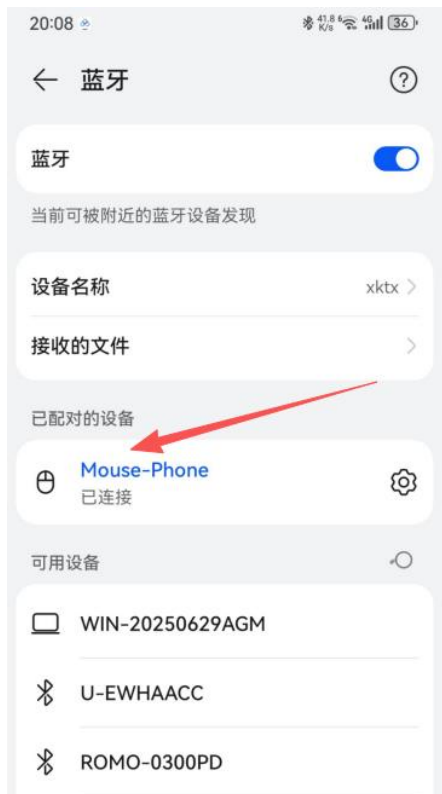 20:08 41.8 K/s 6 4G 36
蓝牙
蓝牙
当前可被附近的蓝牙设备发现
设备名称 xktx
接收的文件
已配对的设备
Mouse-Phone
已连接
可用设备
WIN-20250629AGM
U-EWHAACC
ROMO-0300PD